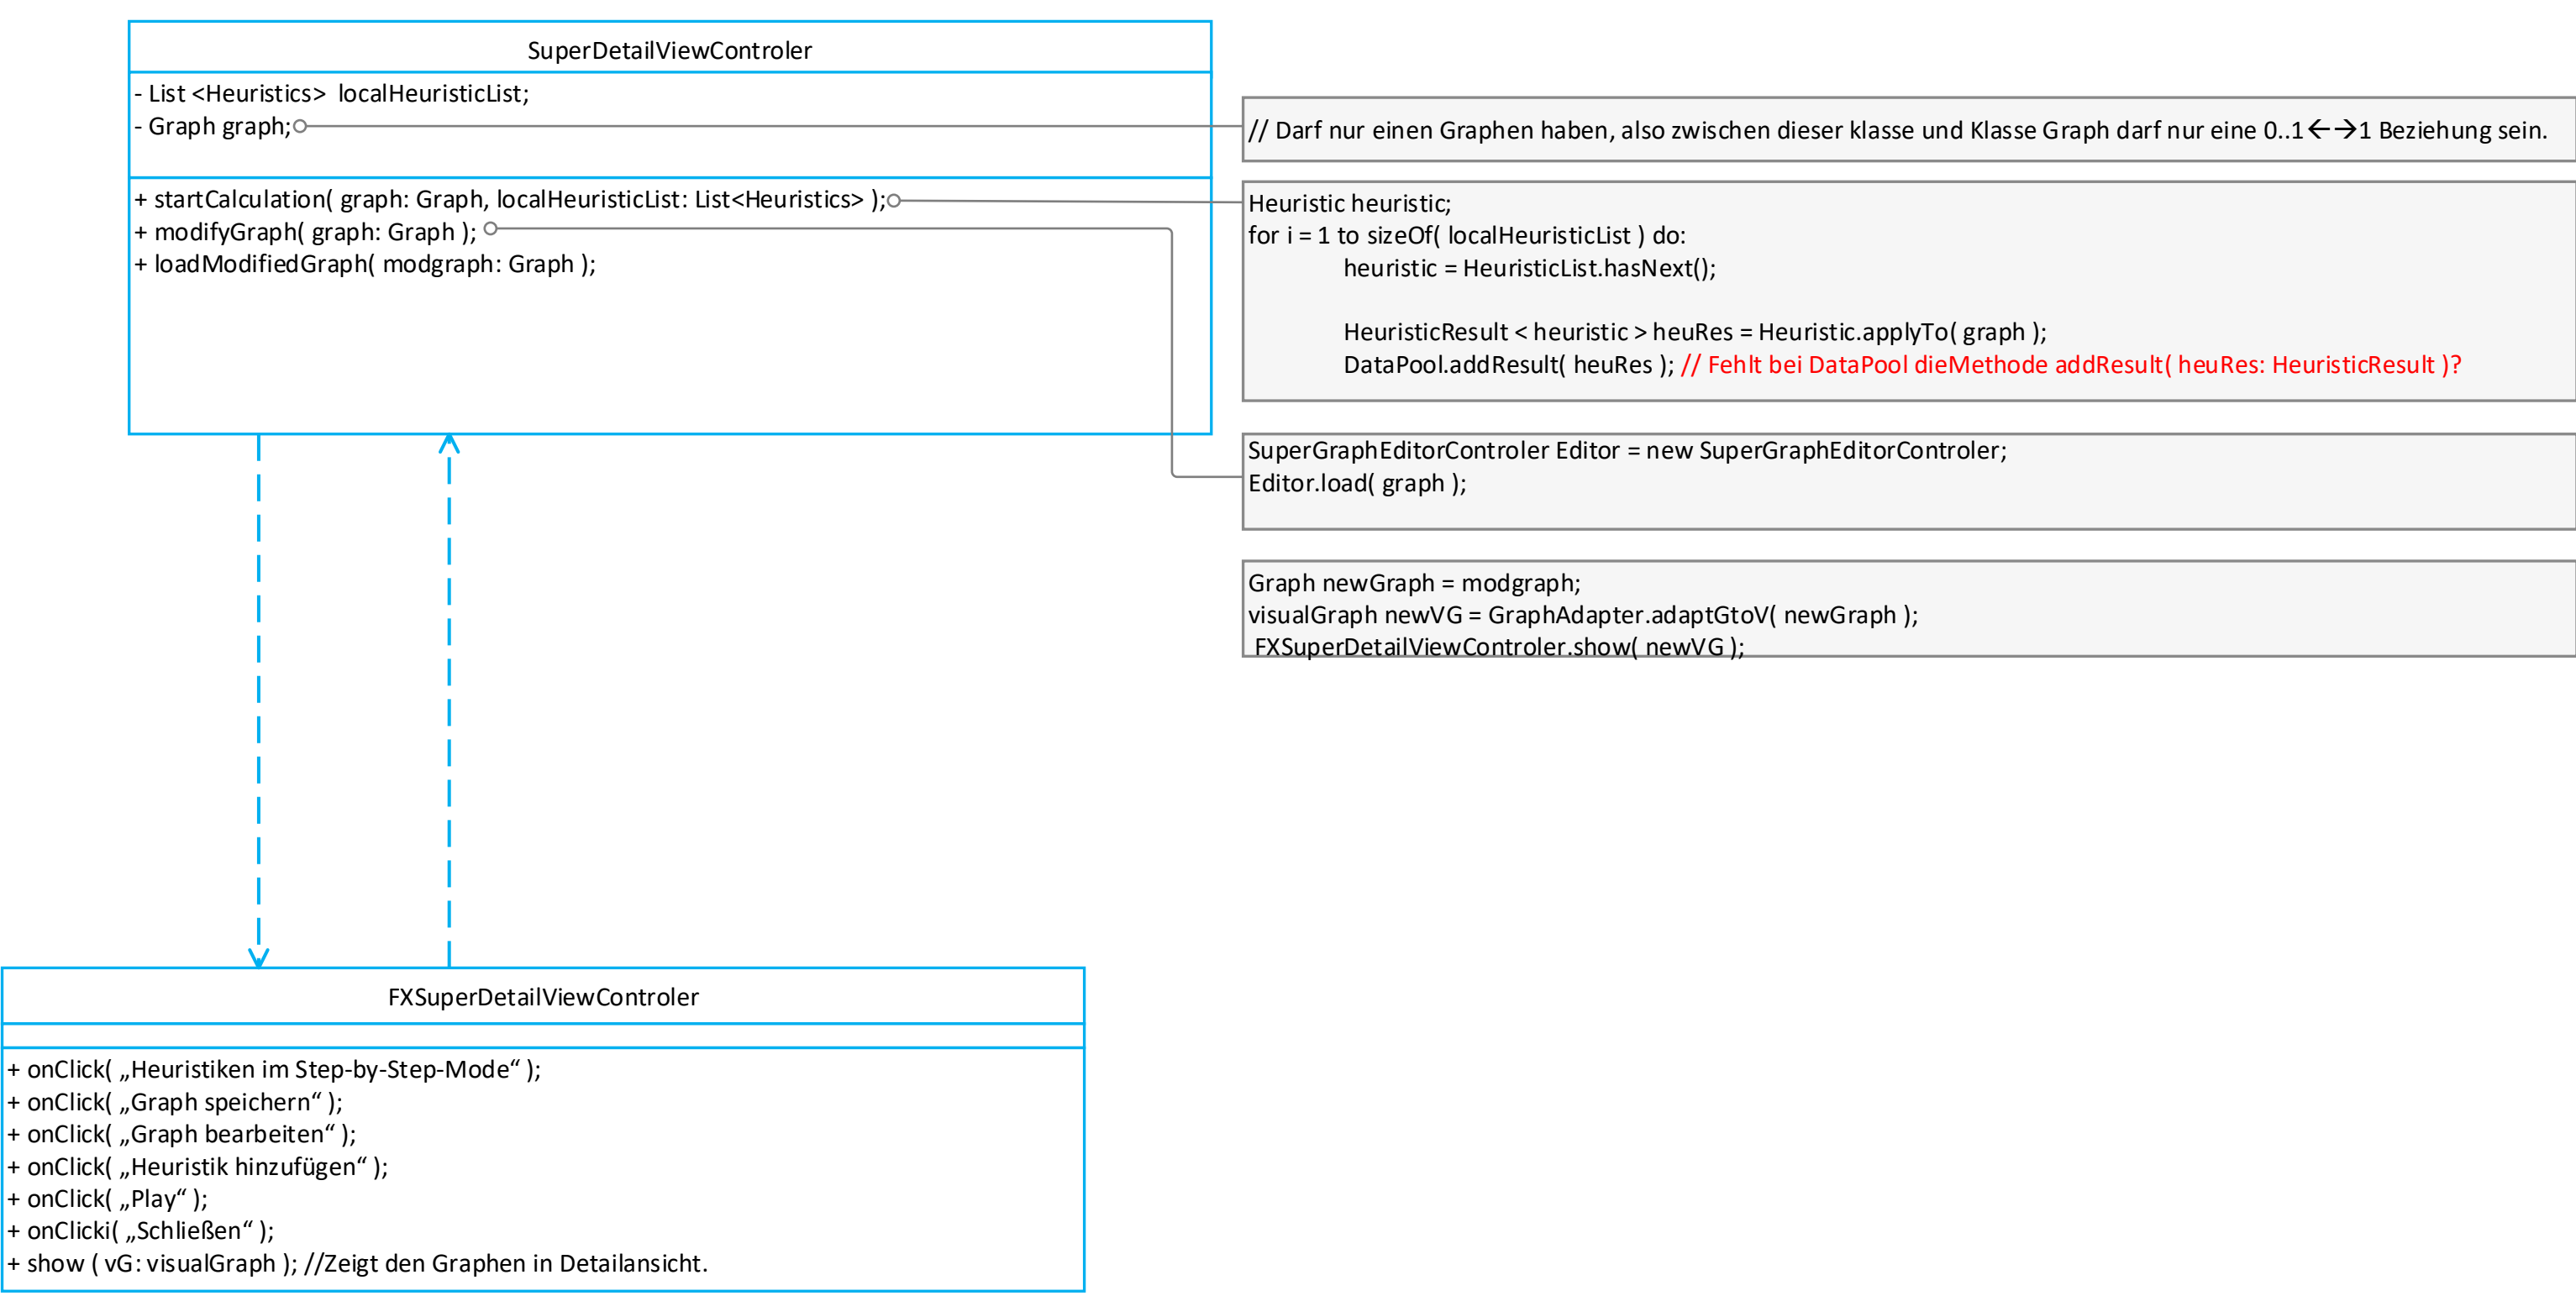 SuperDetailViewControler
- List <Heuristics> localHeuristicList;
- Graph graph;
+ startCalculation( graph: Graph, localHeuristicList: List<Heuristics> );
+ modifyGraph( graph: Graph );
+ loadModifiedGraph( modgraph: Graph );
// Darf nur einen Graphen haben, also zwischen dieser klasse und Klasse Graph darf nur eine 0..1←→1 Beziehung sein.
Heuristic heuristic;
for i = 1 to sizeOf( localHeuristicList ) do:
heuristic = HeuristicList.hasNext();
HeuristicResult < heuristic > heuRes = Heuristic.applyTo( graph );
DataPool.addResult( heuRes ); // Fehlt bei DataPool dieMethode addResult( heuRes: HeuristicResult )?
SuperGraphEditorControler Editor = new SuperGraphEditorControler;
Editor.load( graph );
Graph newGraph = modgraph;
visualGraph newVG = GraphAdapter.adaptGtoV( newGraph );
FXSuperDetailViewControler.show( newVG );
FXSuperDetailViewControler
+ onClick( „Heuristiken im Step-by-Step-Mode“ );
+ onClick( „Graph speichern“ );
+ onClick( „Graph bearbeiten“ );
+ onClick( „Heuristik hinzufügen“ );
+ onClick( „Play“ );
+ onClicki( „Schließen“ );
+ show ( vG: visualGraph ); //Zeigt den Graphen in Detailansicht.